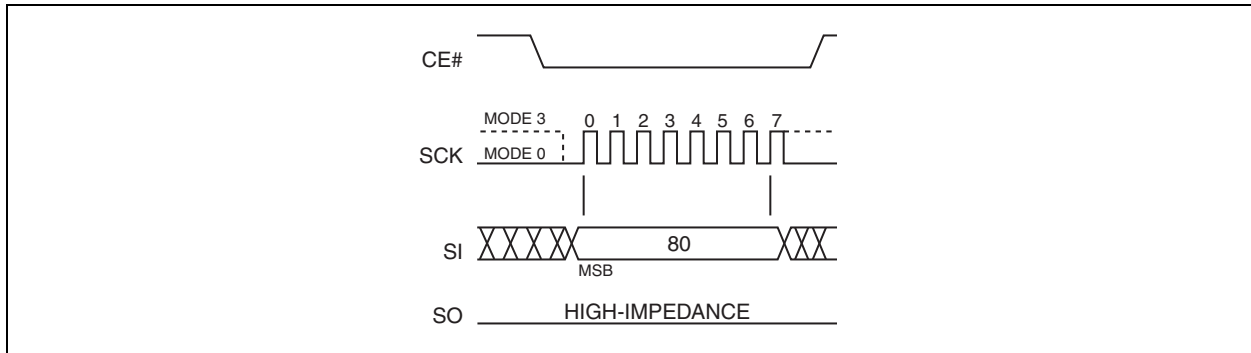 CE#
MODE 3
0 1 2 3 4 5 6 7
SCK
MODE 0
SI
80
MSB
SO
HIGH-IMPEDANCE